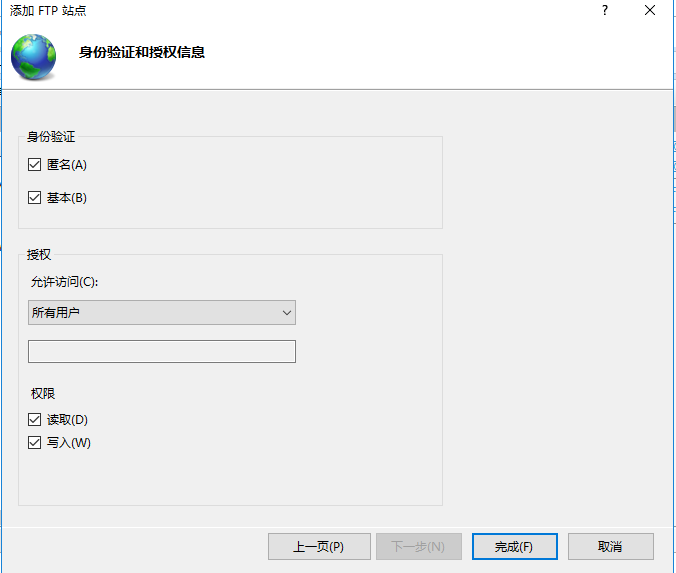 添加 FTP 站点
?
身份验证和授权信息
身份验证
匿名(A)
基本(B)
授权
允许访问(C):
所有用户
权限
读取(D)
写入(W)
上一页(P) 下一步(N) 完成(F) 取消